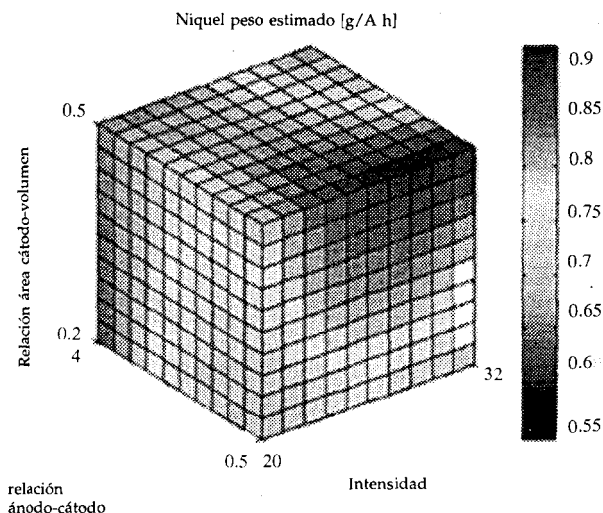 Niquel peso estimado [g/A h]
0.5
Relación área cátodo-volumen
0.2
4
0.5 20
32
Intensidad
relación
ánodo-cátodo
0.9
0.85
0.8
0.75
0.7
0.65
0.6
0.55